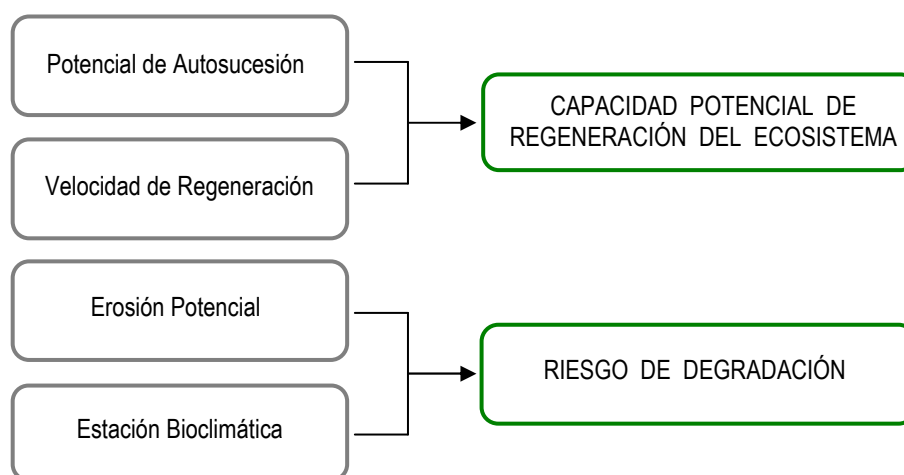 Potencial de Autosucesión
Velocidad de Regeneración
CAPACIDAD POTENCIAL DE
REGENERACIÓN DEL ECOSISTEMA
Erosión Potencial
Estación Bioclimática
RIESGO DE DEGRADACIÓN